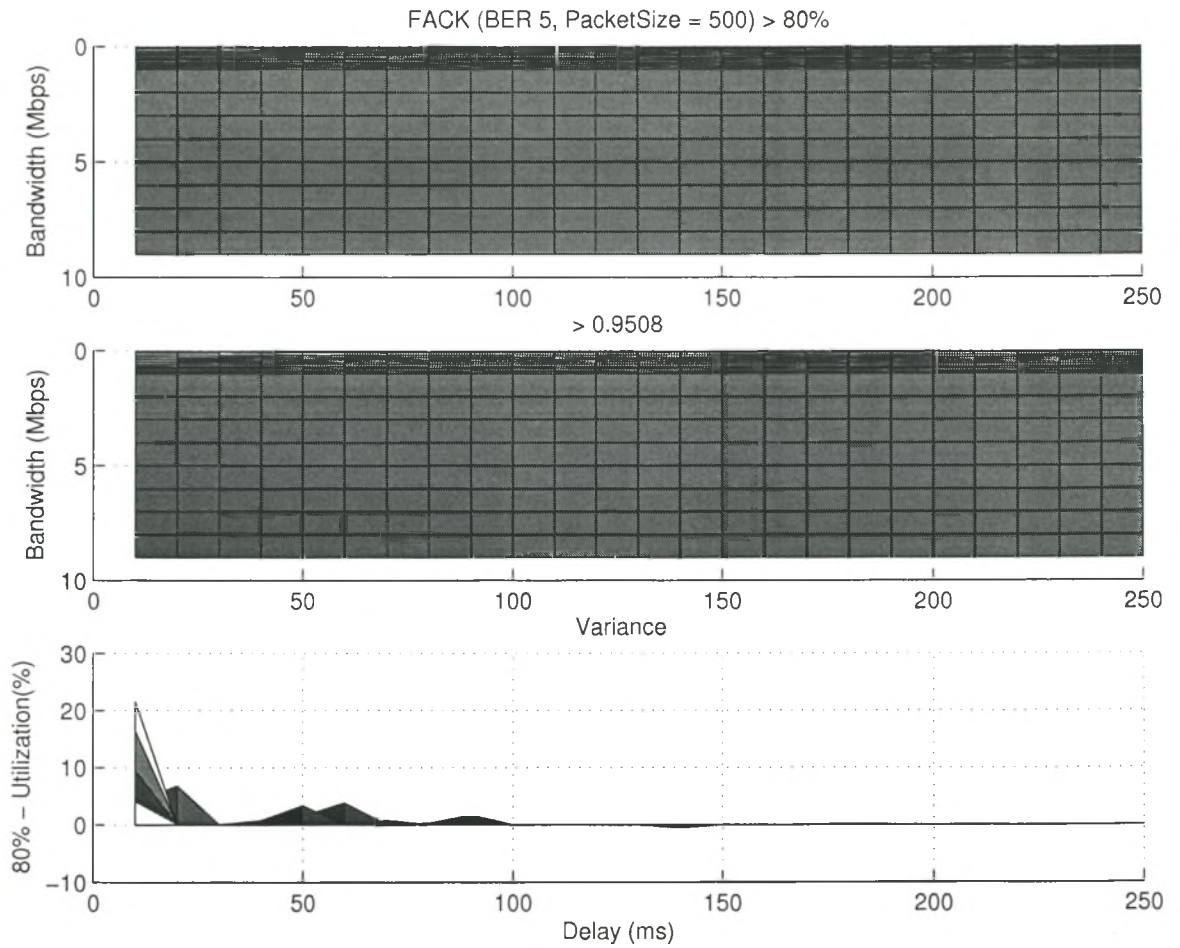 FACK (BER 5, PacketSize = 500) > 80%
Bandwidth (Mbps)
0
5
10
0 50 100 150 200 250
> 0.9508
Bandwidth (Mbps)
0
5
10
0 50 100 150 200 250
Variance
80% − Utilization(%)
30
20
10
0
−10
0 50 100 150 200 250
Delay (ms)